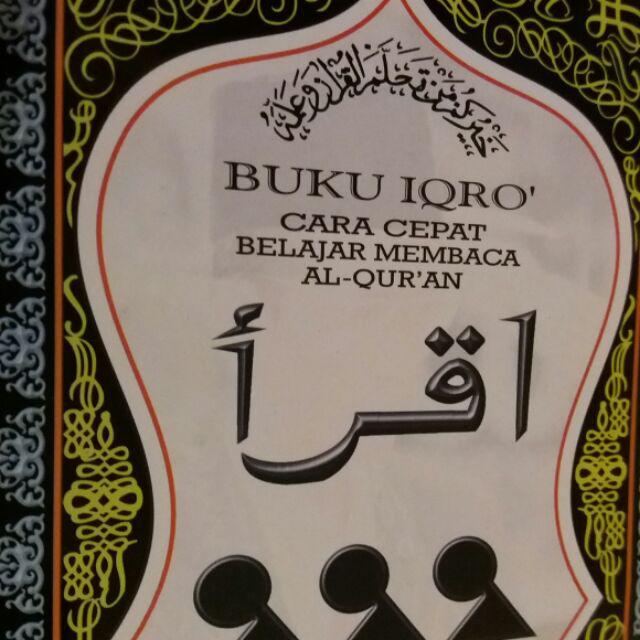 خيركم من تعلم القرآن وعلمه
BUKU IQRO'
CARA CEPAT
BELAJAR MEMBACA
AL-QUR'AN
اقرأ